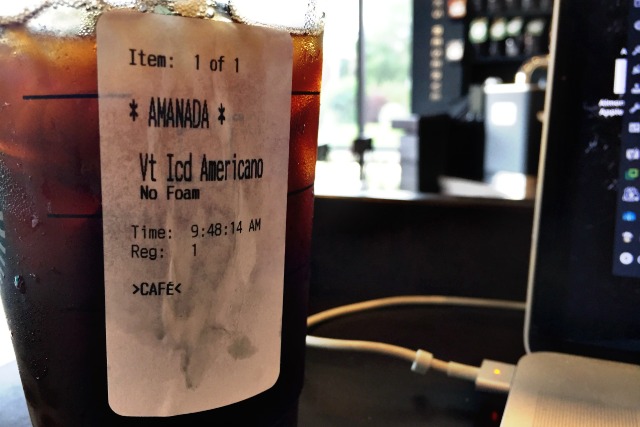 Item: 1 of 1
* AMANADA *
Vt Icd Americano
No Foam
Time: 9:48:14 AM
Reg: 1
>CAFÉ<